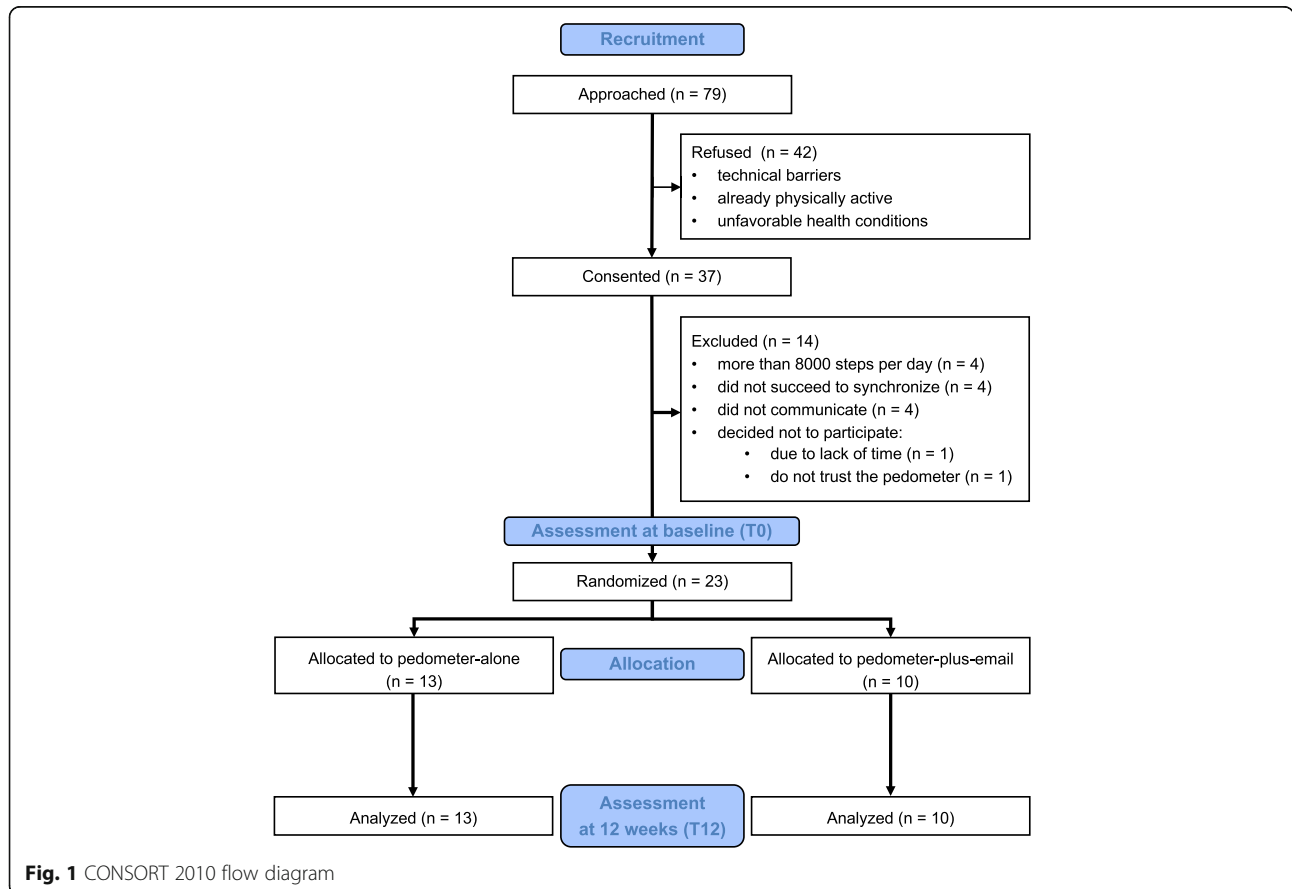 Recruitment
Approached (n = 79)
Refused (n = 42)
• technical barriers
• already physically active
• unfavorable health conditions
Consented (n = 37)
Excluded (n = 14)
• more than 8000 steps per day (n = 4)
• did not succeed to synchronize (n = 4)
• did not communicate (n = 4)
• decided not to participate:
• due to lack of time (n = 1)
• do not trust the pedometer (n = 1)
Assessment at baseline (T0)
Randomized (n = 23)
Allocated to pedometer-alone
(n = 13)
Allocation
Allocated to pedometer-plus-email
(n = 10)
Analyzed (n = 13)
Assessment
at 12 weeks (T12)
Analyzed (n = 10)
Fig. 1 CONSORT 2010 flow diagram